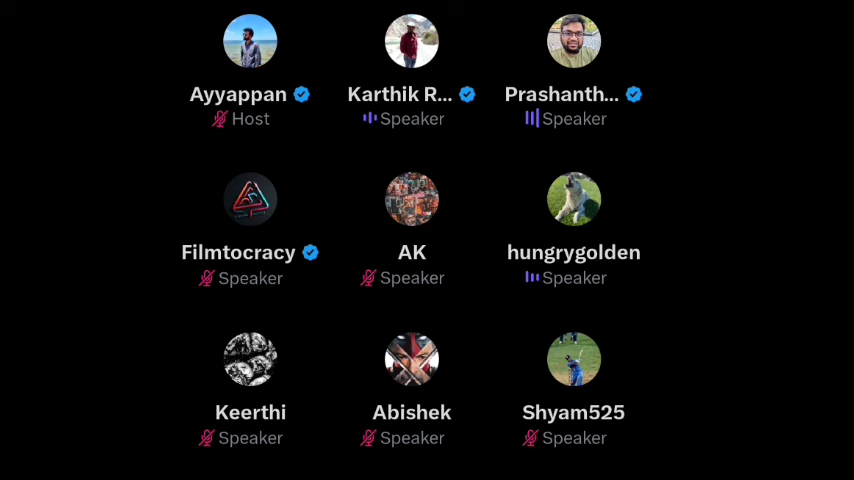 Ayyappan Karthik R... Prashanth...
Host Speaker Speaker
Filmtocracy AK hungrygolden
Speaker Speaker Speaker
Keerthi Abishek Shyam525
Speaker Speaker Speaker